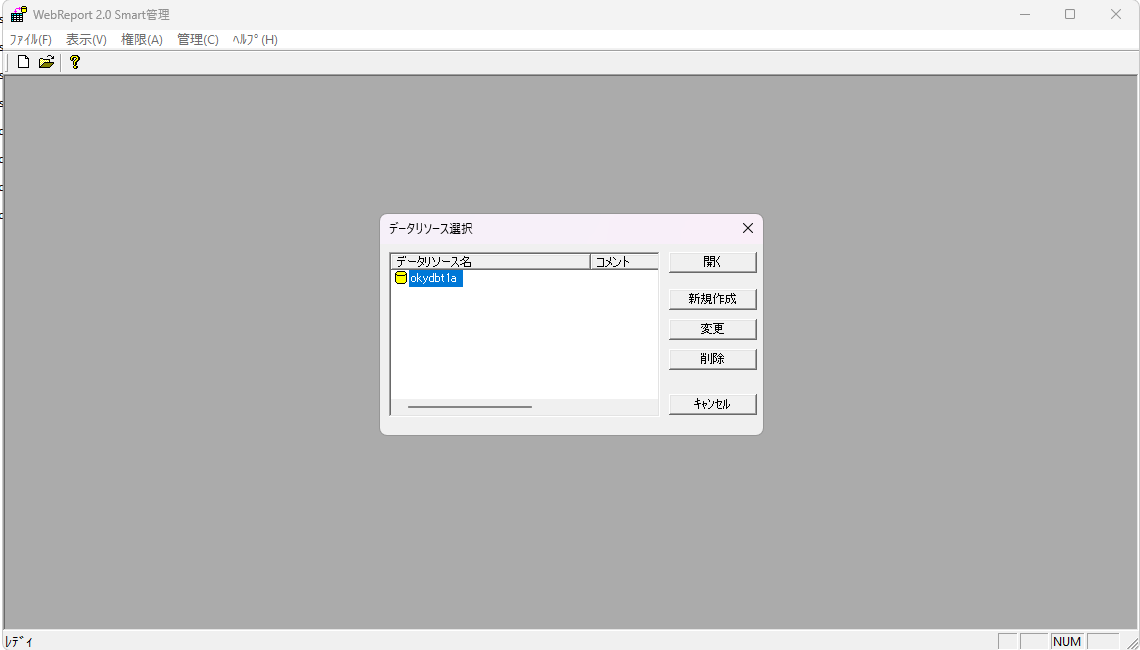 WebReport 2.0 Smart管理
ﾌｧｲﾙ(F) 表示(V) 権限(A) 管理(C) ﾍﾙﾌﾟ(H)
データリソース選択
データリソース名 コメント
okydbt1a
開く
新規作成
変更
削除
ｷｬﾝｾﾙ
ﾚﾃﾞｨ
NUM